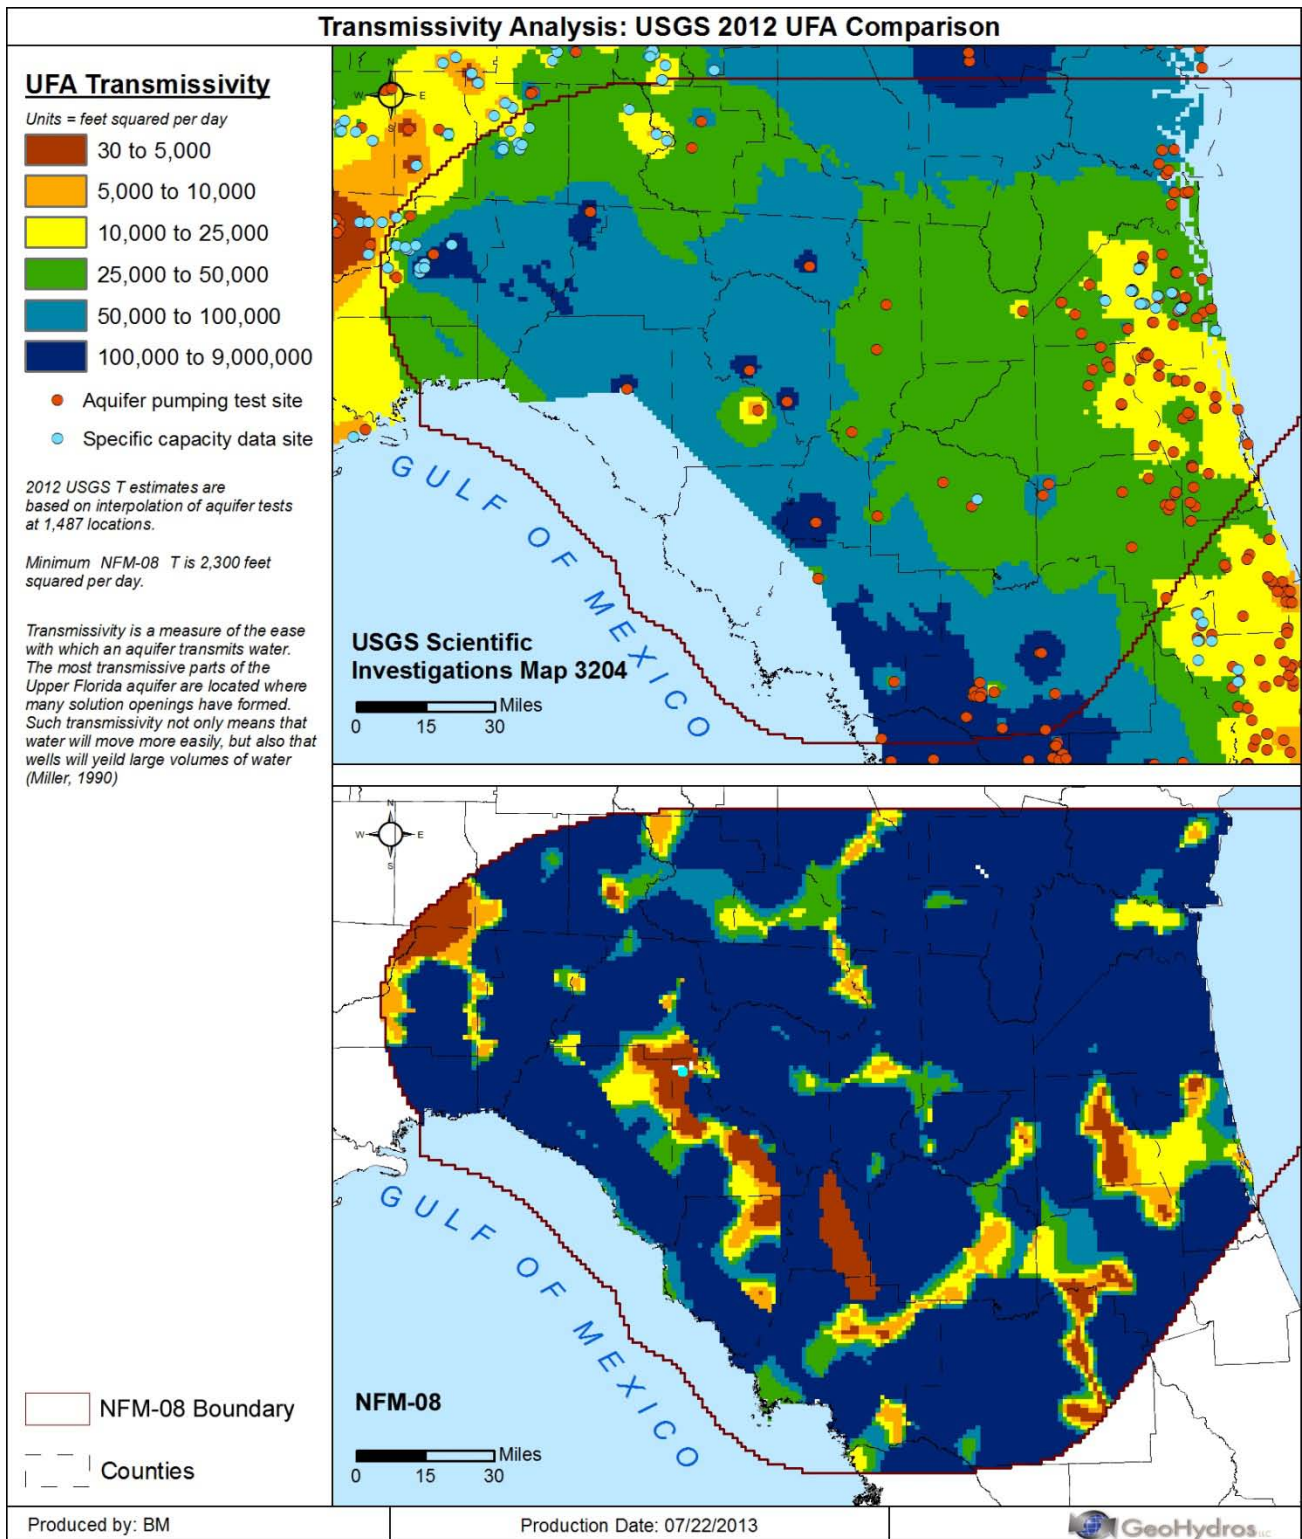 Transmissivity Analysis: USGS 2012 UFA Comparison
UFA Transmissivity
Units = feet squared per day
30 to 5,000
5,000 to 10,000
10,000 to 25,000
25,000 to 50,000
50,000 to 100,000
100,000 to 9,000,000
Aquifer pumping test site
Specific capacity data site
2012 USGS T estimates are
based on interpolation of aquifer tests
at 1,487 locations.
Minimum NFM-08 T is 2,300 feet
squared per day.
Transmissivity is a measure of the ease
with which an aquifer transmits water.
The most transmissive parts of the
Upper Florida aquifer are located where
many solution openings have formed.
Such transmissivity not only means that
water will move more easily, but also that
wells will yeild large volumes of water
(Miller, 1990)
NFM-08 Boundary
Counties
N
W E
S
GULF OF MEXICO
USGS Scientific
Investigations Map 3204
Miles
0 15 30
N
W E
S
GULF OF MEXICO
NFM-08
Miles
0 15 30
Produced by: BM
Production Date: 07/22/2013
GeoHydros LLC